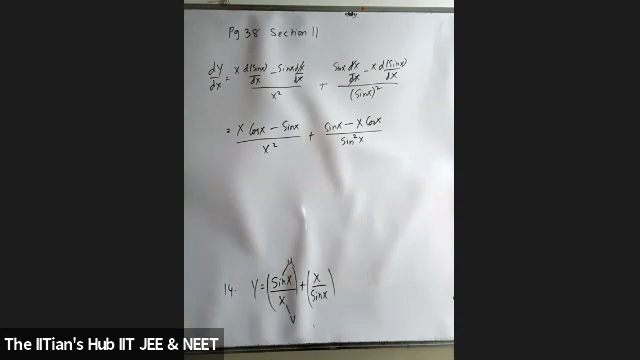 Pg 38 Section 11
dY/dx = (x d(sinx)/dx - sinx dx/dx)/x² + (sinx dx/dx - x d(sinx)/dx)/(sinx)²
= (x cosx - sinx)/x² + (sinx - x cosx)/sin²x
u
14. Y = (sinx/x) + (x/sinx)
v
The IITian's Hub IIT JEE & NEET